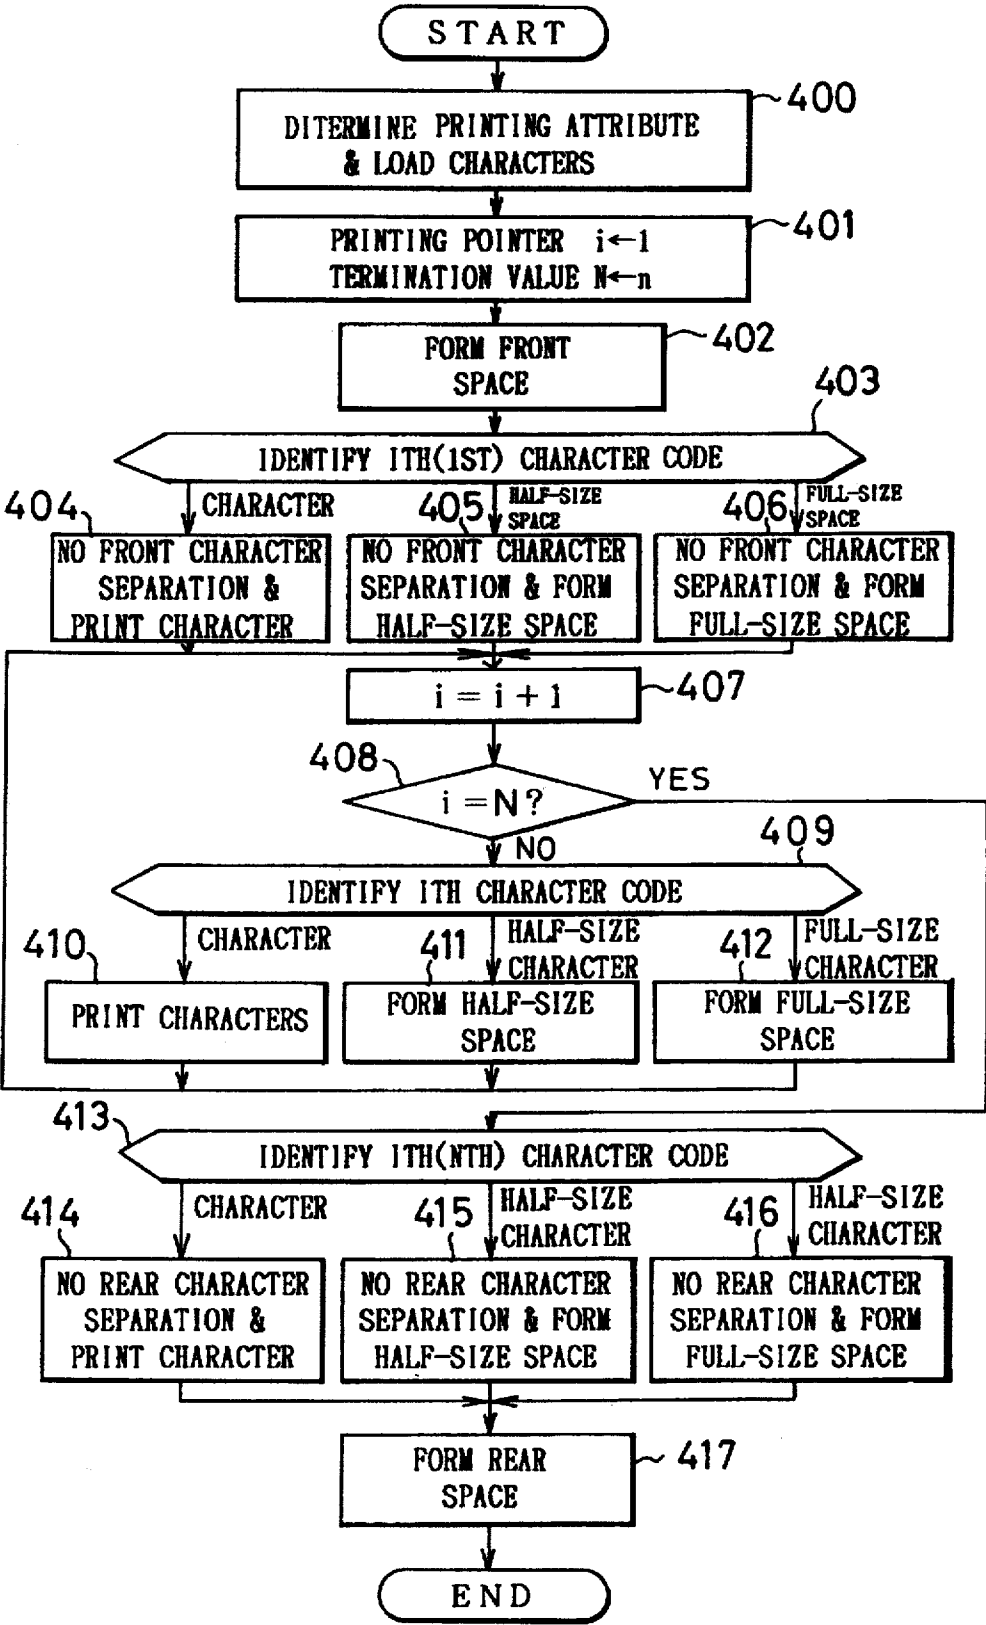 START
400
DITERMINE PRINTING ATTRIBUTE
& LOAD CHARACTERS
401
PRINTING POINTER i←1
TERMINATION VALUE N←n
402
FORM FRONT
SPACE
403
IDENTIFY ITH(1ST) CHARACTER CODE
404
CHARACTER
405
HALF-SIZE
SPACE
406
FULL-SIZE
SPACE
NO FRONT CHARACTER
SEPARATION &
PRINT CHARACTER
NO FRONT CHARACTER
SEPARATION & FORM
HALF-SIZE SPACE
NO FRONT CHARACTER
SEPARATION & FORM
FULL-SIZE SPACE
i = i + 1
407
408
i = N?
YES
NO
409
IDENTIFY ITH CHARACTER CODE
410
CHARACTER
411
HALF-SIZE
CHARACTER
412
FULL-SIZE
CHARACTER
PRINT CHARACTERS
FORM HALF-SIZE
SPACE
FORM FULL-SIZE
SPACE
413
IDENTIFY ITH(NTH) CHARACTER CODE
414
CHARACTER
415
HALF-SIZE
CHARACTER
416
HALF-SIZE
CHARACTER
NO REAR CHARACTER
SEPARATION &
PRINT CHARACTER
NO REAR CHARACTER
SEPARATION & FORM
HALF-SIZE SPACE
NO REAR CHARACTER
SEPARATION & FORM
FULL-SIZE SPACE
FORM REAR
SPACE
417
END